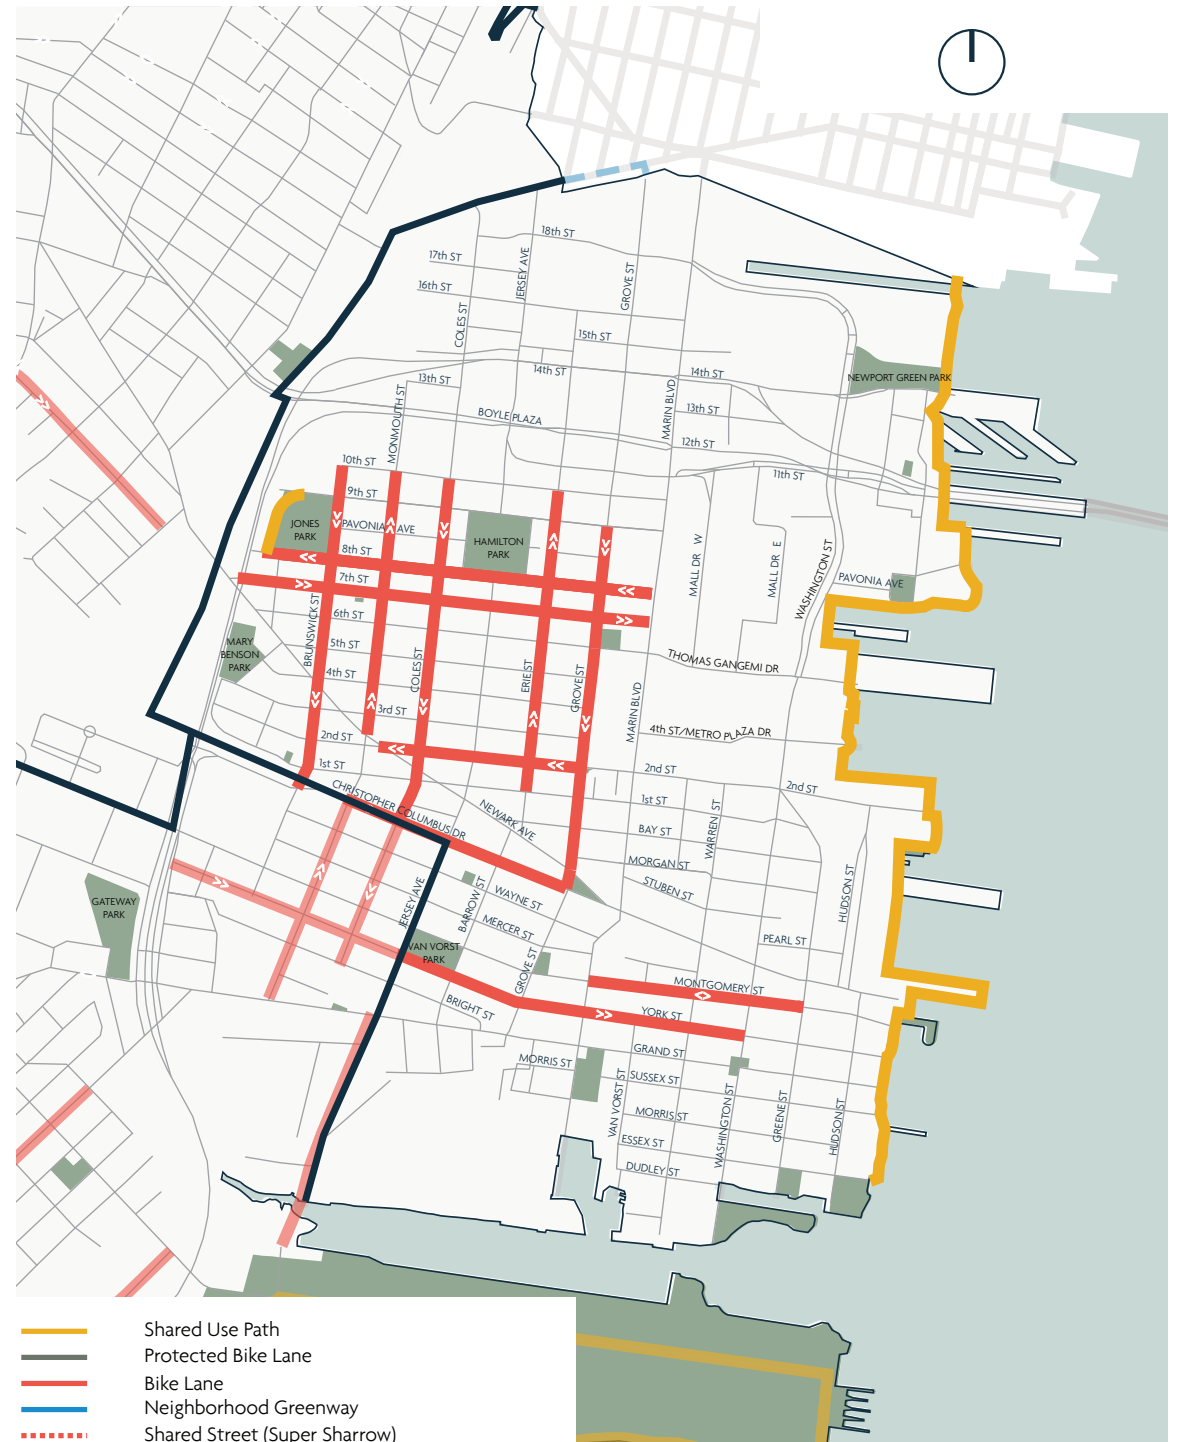 18th ST
17th ST
JERSEY AVE
GROVE ST
16th ST
COLES ST
15th ST
14th ST
14th ST
13th ST
NEWPORT GREEN PARK
MONMOUTH ST
MARIN BLVD
13th ST
BOYLE PLAZA
12th ST
10th ST
11th ST
9th ST
JONES
PARK
PAVONIA AVE
HAMILTON
PARK
8th ST
MALL DR W
MALL DR E
WASHINGTON ST
PAVONIA AVE
7th ST
6th ST
BRUNSWICK ST
MARY
BENSON
PARK
5th ST
4th ST
COLES ST
ERIE ST
GROVE ST
THOMAS GANGEMI DR
MARIN BLVD
3rd ST
4th ST/METRO PLAZA DR
2nd ST
1st ST
2nd ST
2nd ST
CHRISTOPHER COLUMBUS DR
NEWARK AVE
1st ST
WARREN ST
BAY ST
MORGAN ST
STUBEN ST
HUDSON ST
GATEWAY
PARK
JERSEY AVE
BARROW ST
WAYNE ST
MERCER ST
PEARL ST
VAN VORST
PARK
GROVE ST
MONTGOMERY ST
BRIGHT ST
YORK ST
GRAND ST
MORRIS ST
SUSSEX ST
VAN VORST ST
WASHINGTON ST
GREENE ST
HUDSON ST
MORRIS ST
ESSEX ST
DUDLEY ST
Shared Use Path
Protected Bike Lane
Bike Lane
Neighborhood Greenway
Shared Street (Super Sharrow)